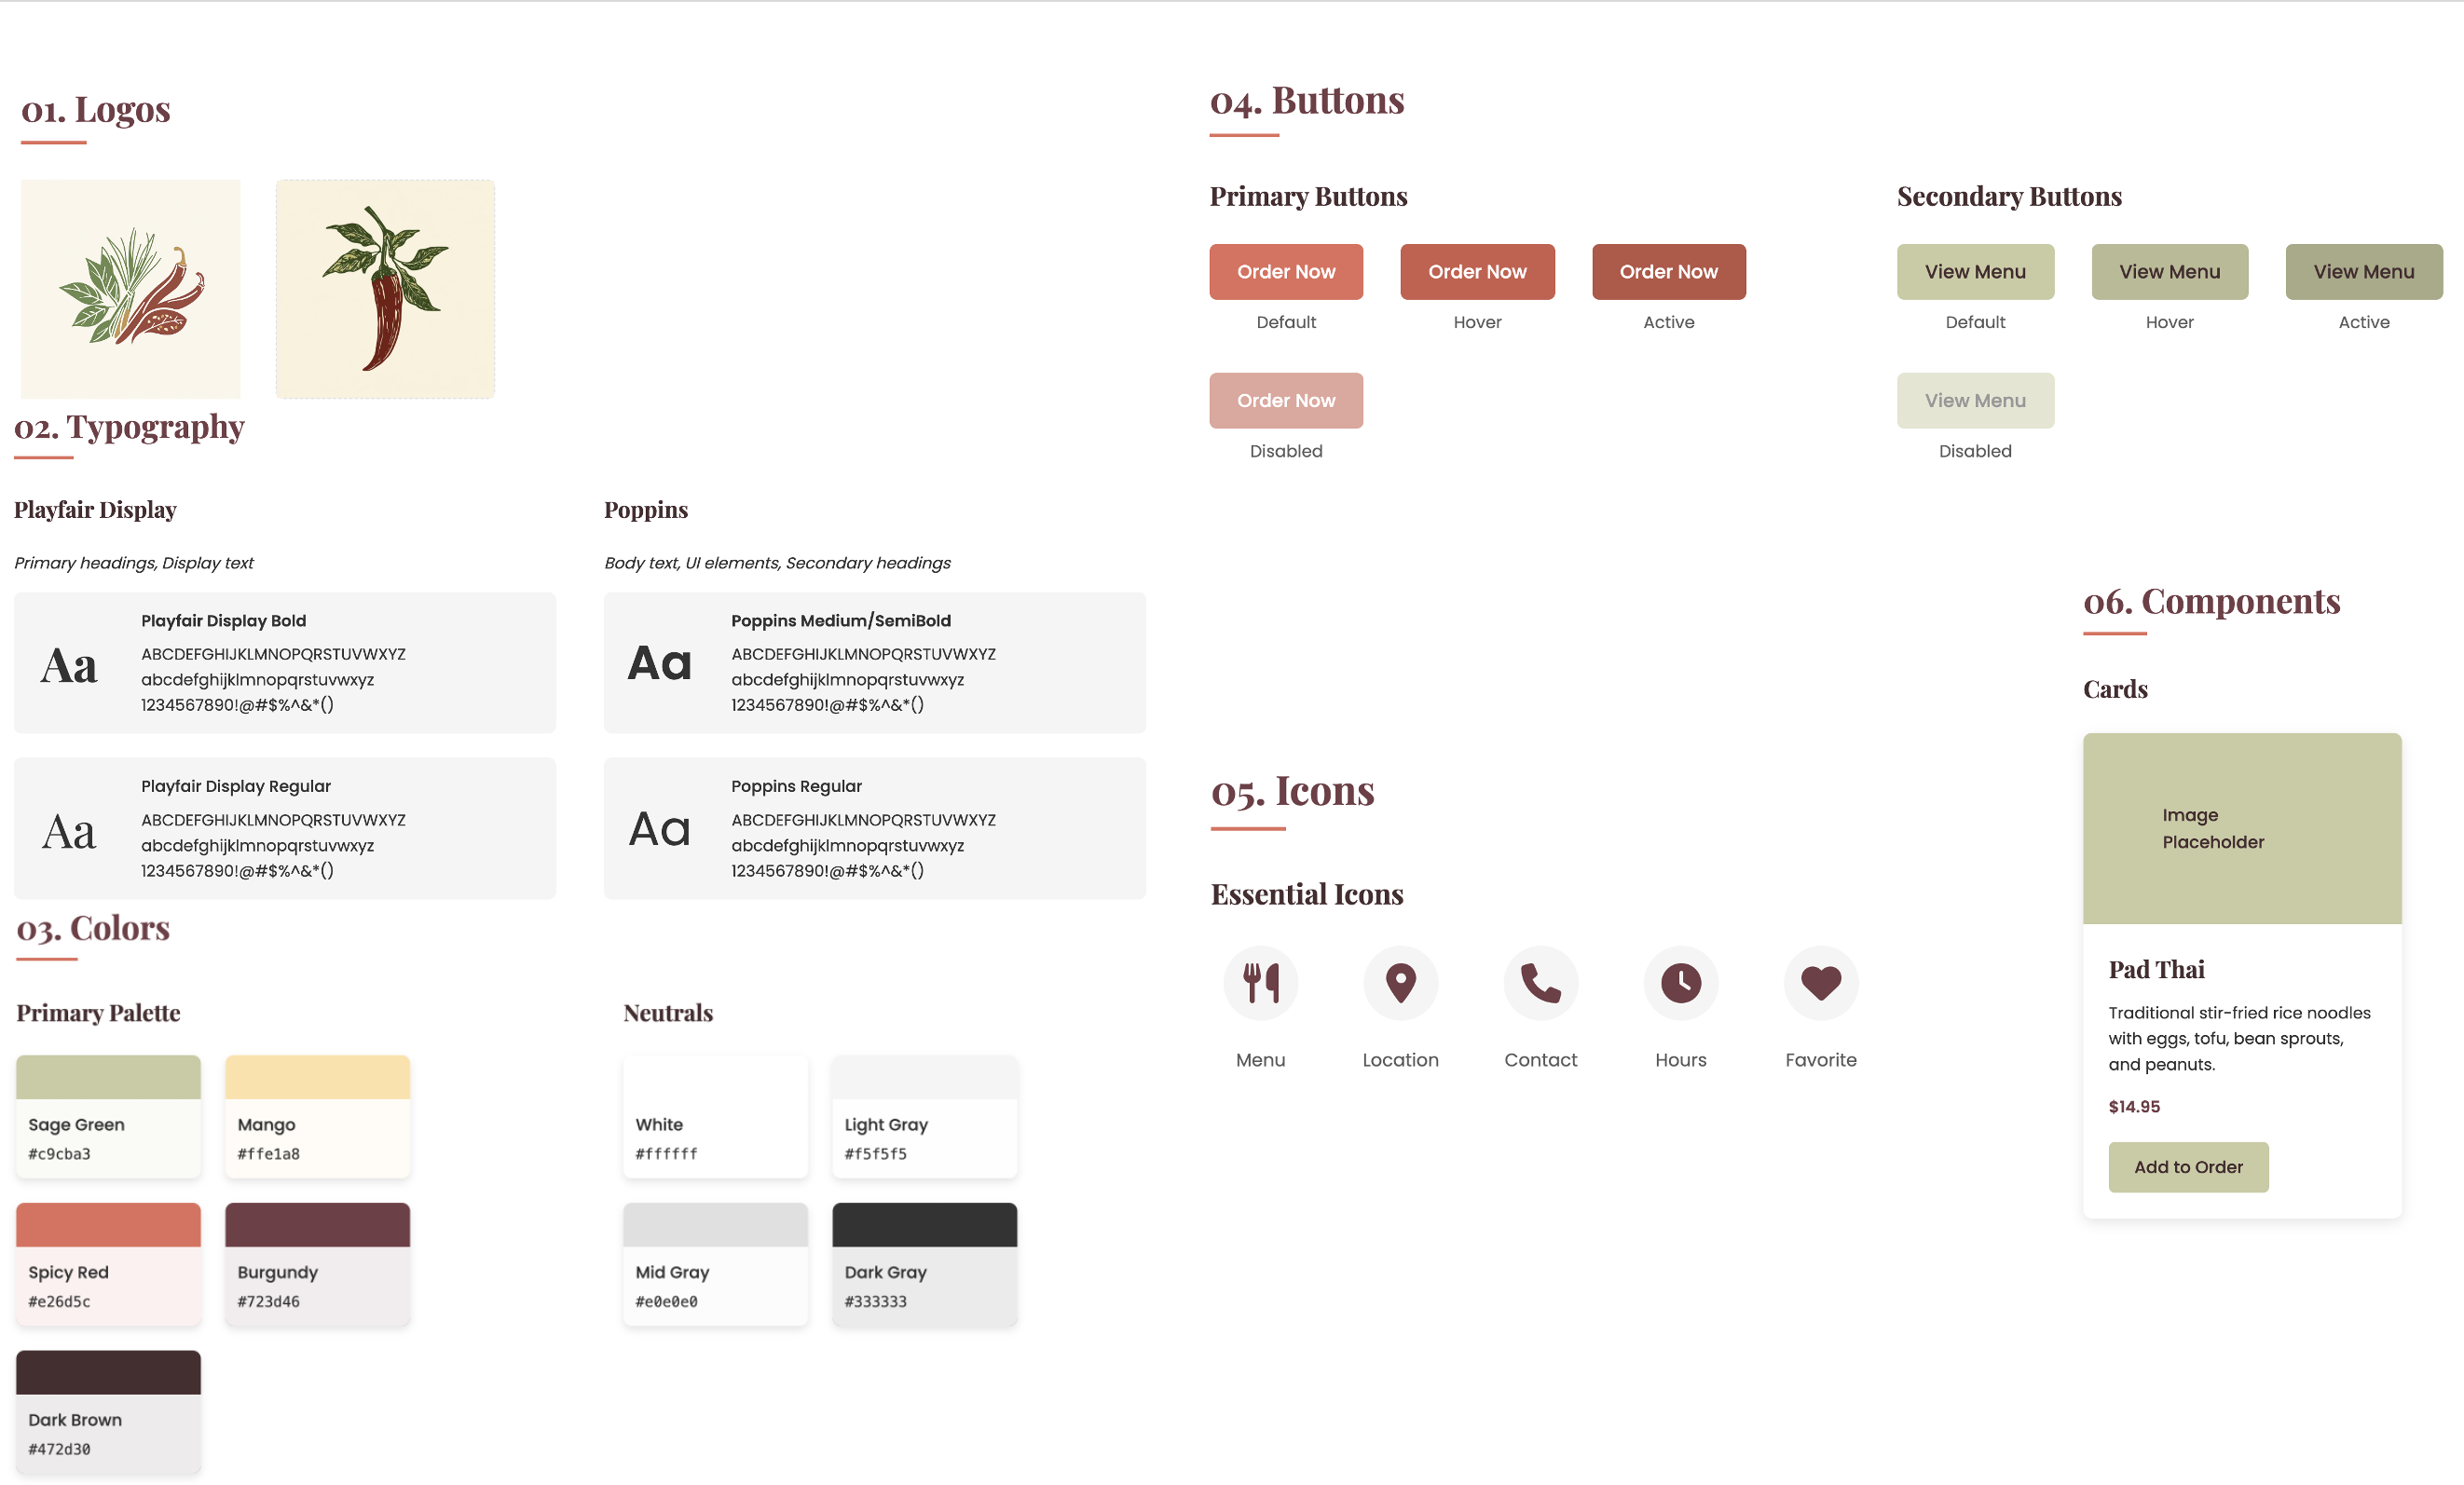 01. Logos
02. Typography
Playfair Display
Primary headings, Display text
Aa
Playfair Display Bold
ABCDEFGHIJKLMNOPQRSTUVWXYZ
abcdefghijklmnopqrstuvwxyz
1234567890!@#$%^&*()
Aa
Playfair Display Regular
ABCDEFGHIJKLMNOPQRSTUVWXYZ
abcdefghijklmnopqrstuvwxyz
1234567890!@#$%^&*()
Poppins
Body text, UI elements, Secondary headings
Aa
Poppins Medium/SemiBold
ABCDEFGHIJKLMNOPQRSTUVWXYZ
abcdefghijklmnopqrstuvwxyz
1234567890!@#$%^&*()
Aa
Poppins Regular
ABCDEFGHIJKLMNOPQRSTUVWXYZ
abcdefghijklmnopqrstuvwxyz
1234567890!@#$%^&*()
03. Colors
Primary Palette
Sage Green
#c9cba3
Mango
#ffe1a8
Spicy Red
#e26d5c
Burgundy
#723d46
Dark Brown
#472d30
Neutrals
White
#ffffff
Light Gray
#f5f5f5
Mid Gray
#e0e0e0
Dark Gray
#333333
04. Buttons
Primary Buttons
Order Now
Default
Order Now
Hover
Order Now
Active
Order Now
Disabled
Secondary Buttons
View Menu
Default
View Menu
Hover
View Menu
Active
View Menu
Disabled
05. Icons
Essential Icons
Menu
Location
Contact
Hours
Favorite
06. Components
Cards
Image
Placeholder
Pad Thai
Traditional stir-fried rice noodles
with eggs, tofu, bean sprouts,
and peanuts.
$14.95
Add to Order